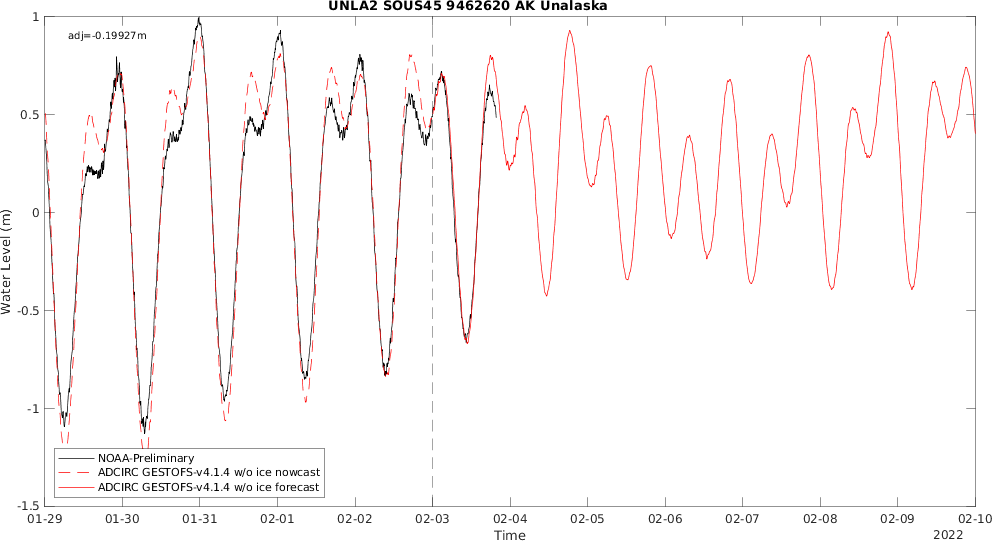 UNLA2 SOUS45 9462620 AK Unalaska
adj=-0.19927m
1
0.5
0
-0.5
-1
-1.5
Water Level (m)
NOAA-Preliminary
ADCIRC GESTOFS-v4.1.4 w/o ice nowcast
ADCIRC GESTOFS-v4.1.4 w/o ice forecast
01-29 01-30 01-31 02-01 02-02 02-03 02-04 02-05 02-06 02-07 02-08 02-09 02-10
Time
2022